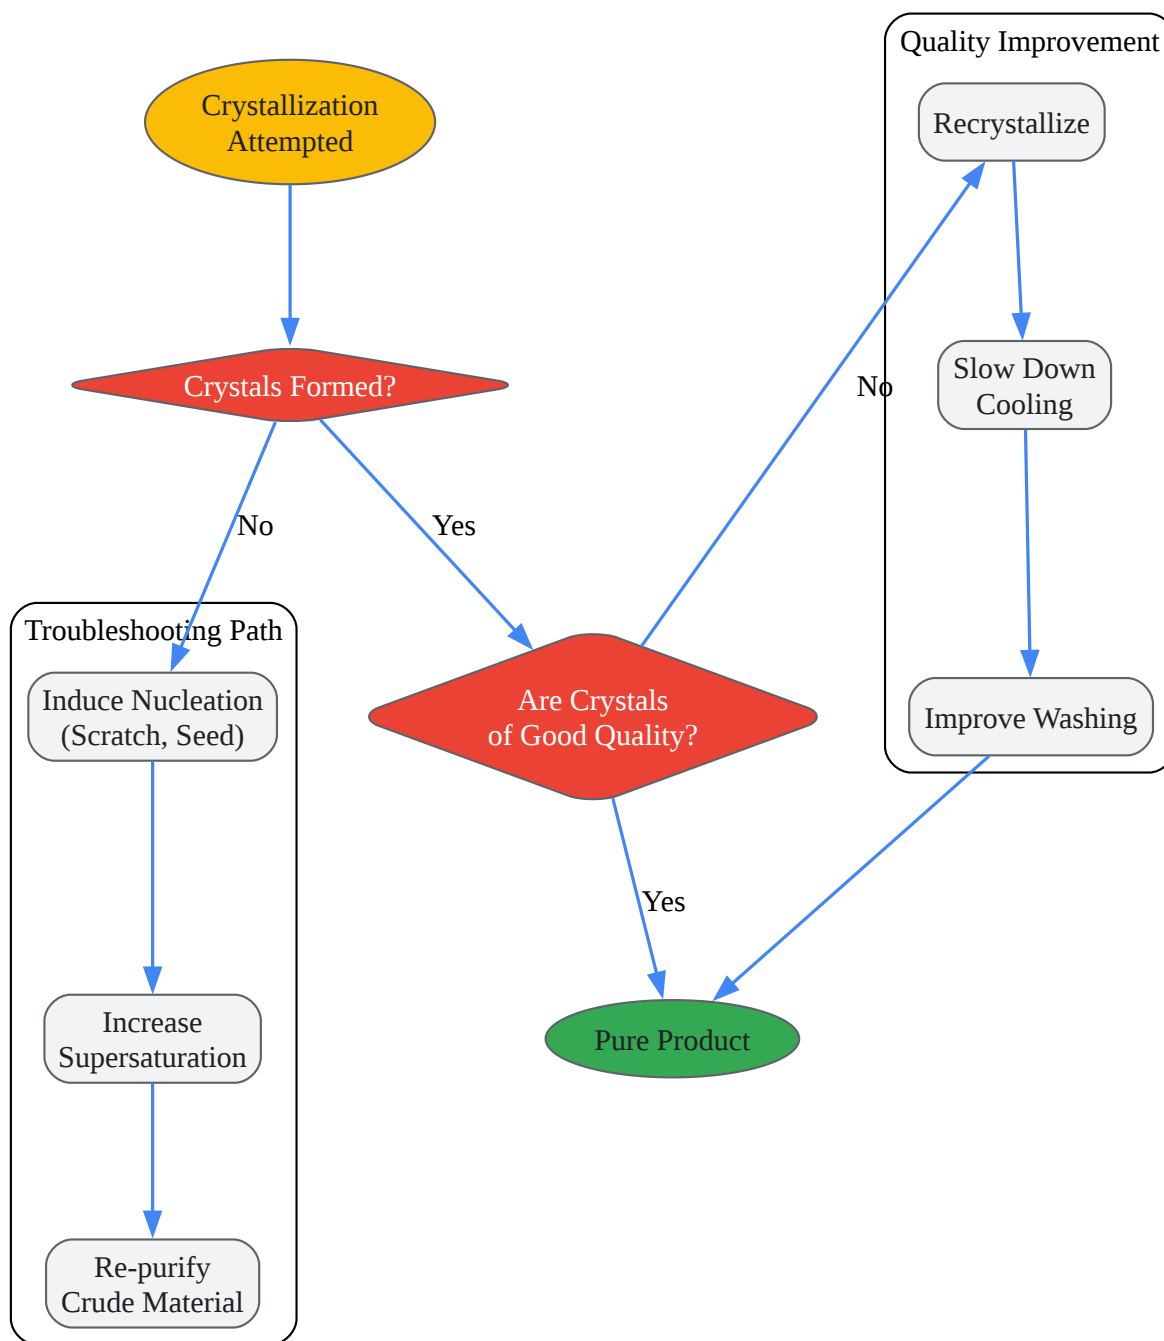 Quality Improvement
Crystallization
Attempted
Recrystallize
Crystals Formed?
Slow Down
Cooling
No
No
Yes
Troubleshooting Path
Induce Nucleation
(Scratch, Seed)
Are Crystals
of Good Quality?
Improve Washing
Yes
Increase
Supersaturation
Pure Product
Re-purify
Crude Material